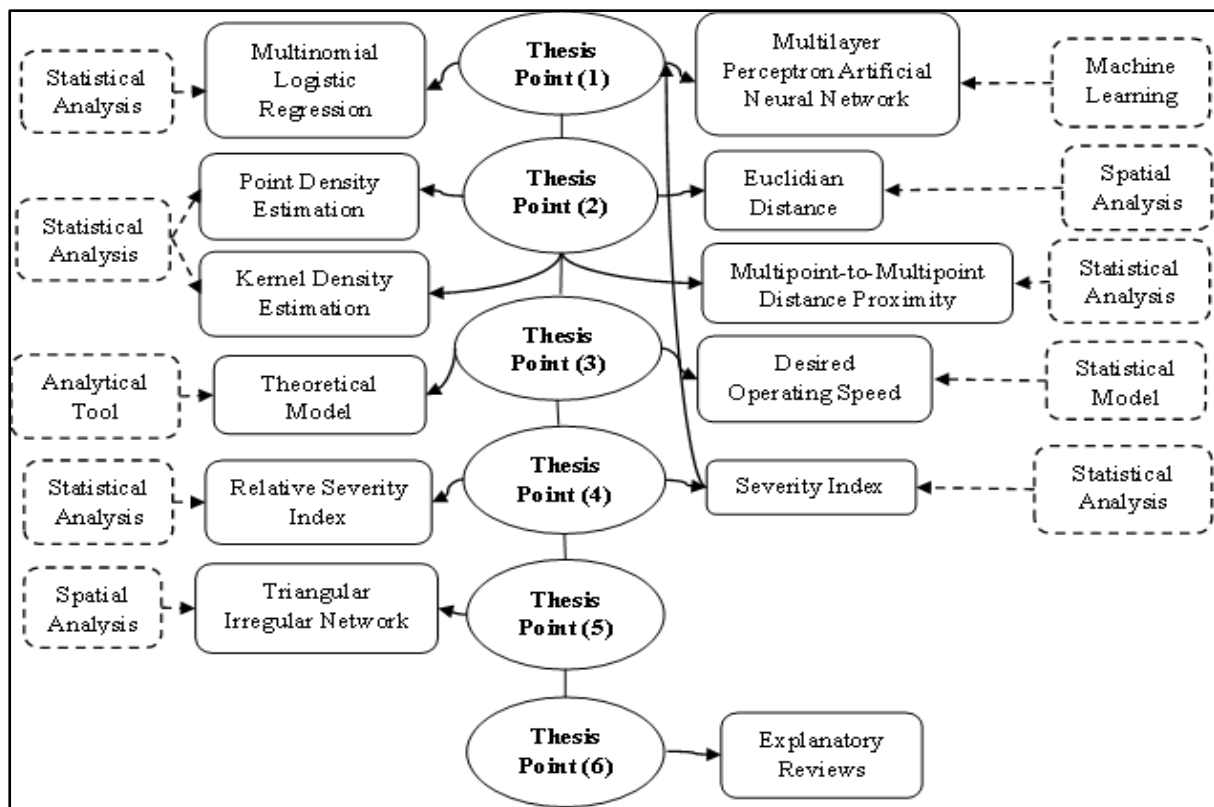 Statistical
Analysis
Multinomial
Logistic
Regression
Thesis
Point (1)
Multilayer
Perceptron Artificial
Neural Network
Machine
Learning
Statistical
Analysis
Point Density
Estimation
Kernel Density
Estimation
Thesis
Point (2)
Euclidian
Distance
Spatial
Analysis
Multipoint-to-Multipoint
Distance Proximity
Statistical
Analysis
Analytical
Tool
Theoretical
Model
Thesis
Point (3)
Desired
Operating Speed
Statistical
Model
Statistical
Analysis
Relative Severity
Index
Thesis
Point (4)
Severity Index
Statistical
Analysis
Spatial
Analysis
Triangular
Irregular Network
Thesis
Point (5)
Thesis
Point (6)
Explanatory
Reviews